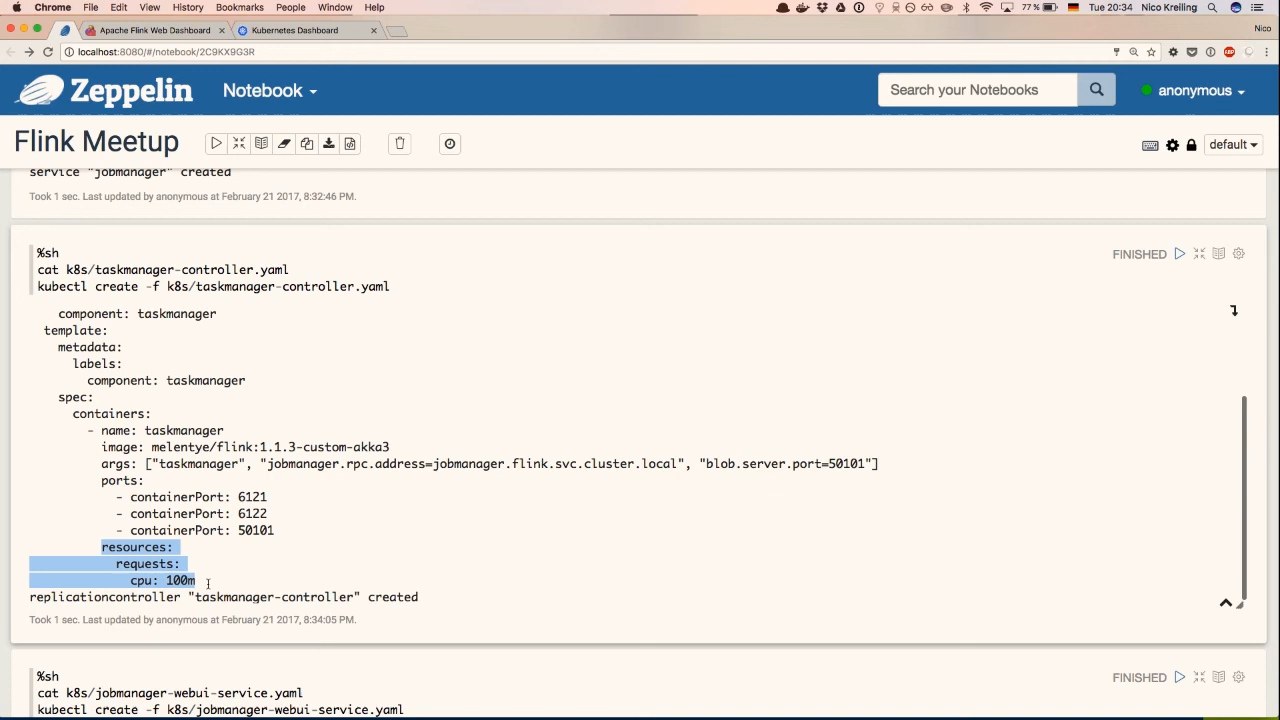 Chrome File Edit View History Bookmarks People Window Help 77% Tue 20:34 Nico Kreiling
Apache Flink Web Dashboard Kubernetes Dashboard Nico
localhost:8080/#/notebook/2C9KX9G3R
Zeppelin Notebook Search your Notebooks anonymous
Flink Meetup default
service "jobmanager" created
Took 1 sec. Last updated by anonymous at February 21 2017, 8:32:46 PM.
%sh FINISHED
cat k8s/taskmanager-controller.yaml
kubectl create -f k8s/taskmanager-controller.yaml
component: taskmanager
template:
metadata:
labels:
component: taskmanager
spec:
containers:
- name: taskmanager
image: melentye/flink:1.1.3-custom-akka3
args: ["taskmanager", "jobmanager.rpc.address=jobmanager.flink.svc.cluster.local", "blob.server.port=50101"]
ports:
- containerPort: 6121
- containerPort: 6122
- containerPort: 50101
resources:
requests:
cpu: 100m
replicationcontroller "taskmanager-controller" created
Took 1 sec. Last updated by anonymous at February 21 2017, 8:34:05 PM.
%sh FINISHED
cat k8s/jobmanager-webui-service.yaml
kubectl create -f k8s/jobmanager-webui-service.yaml